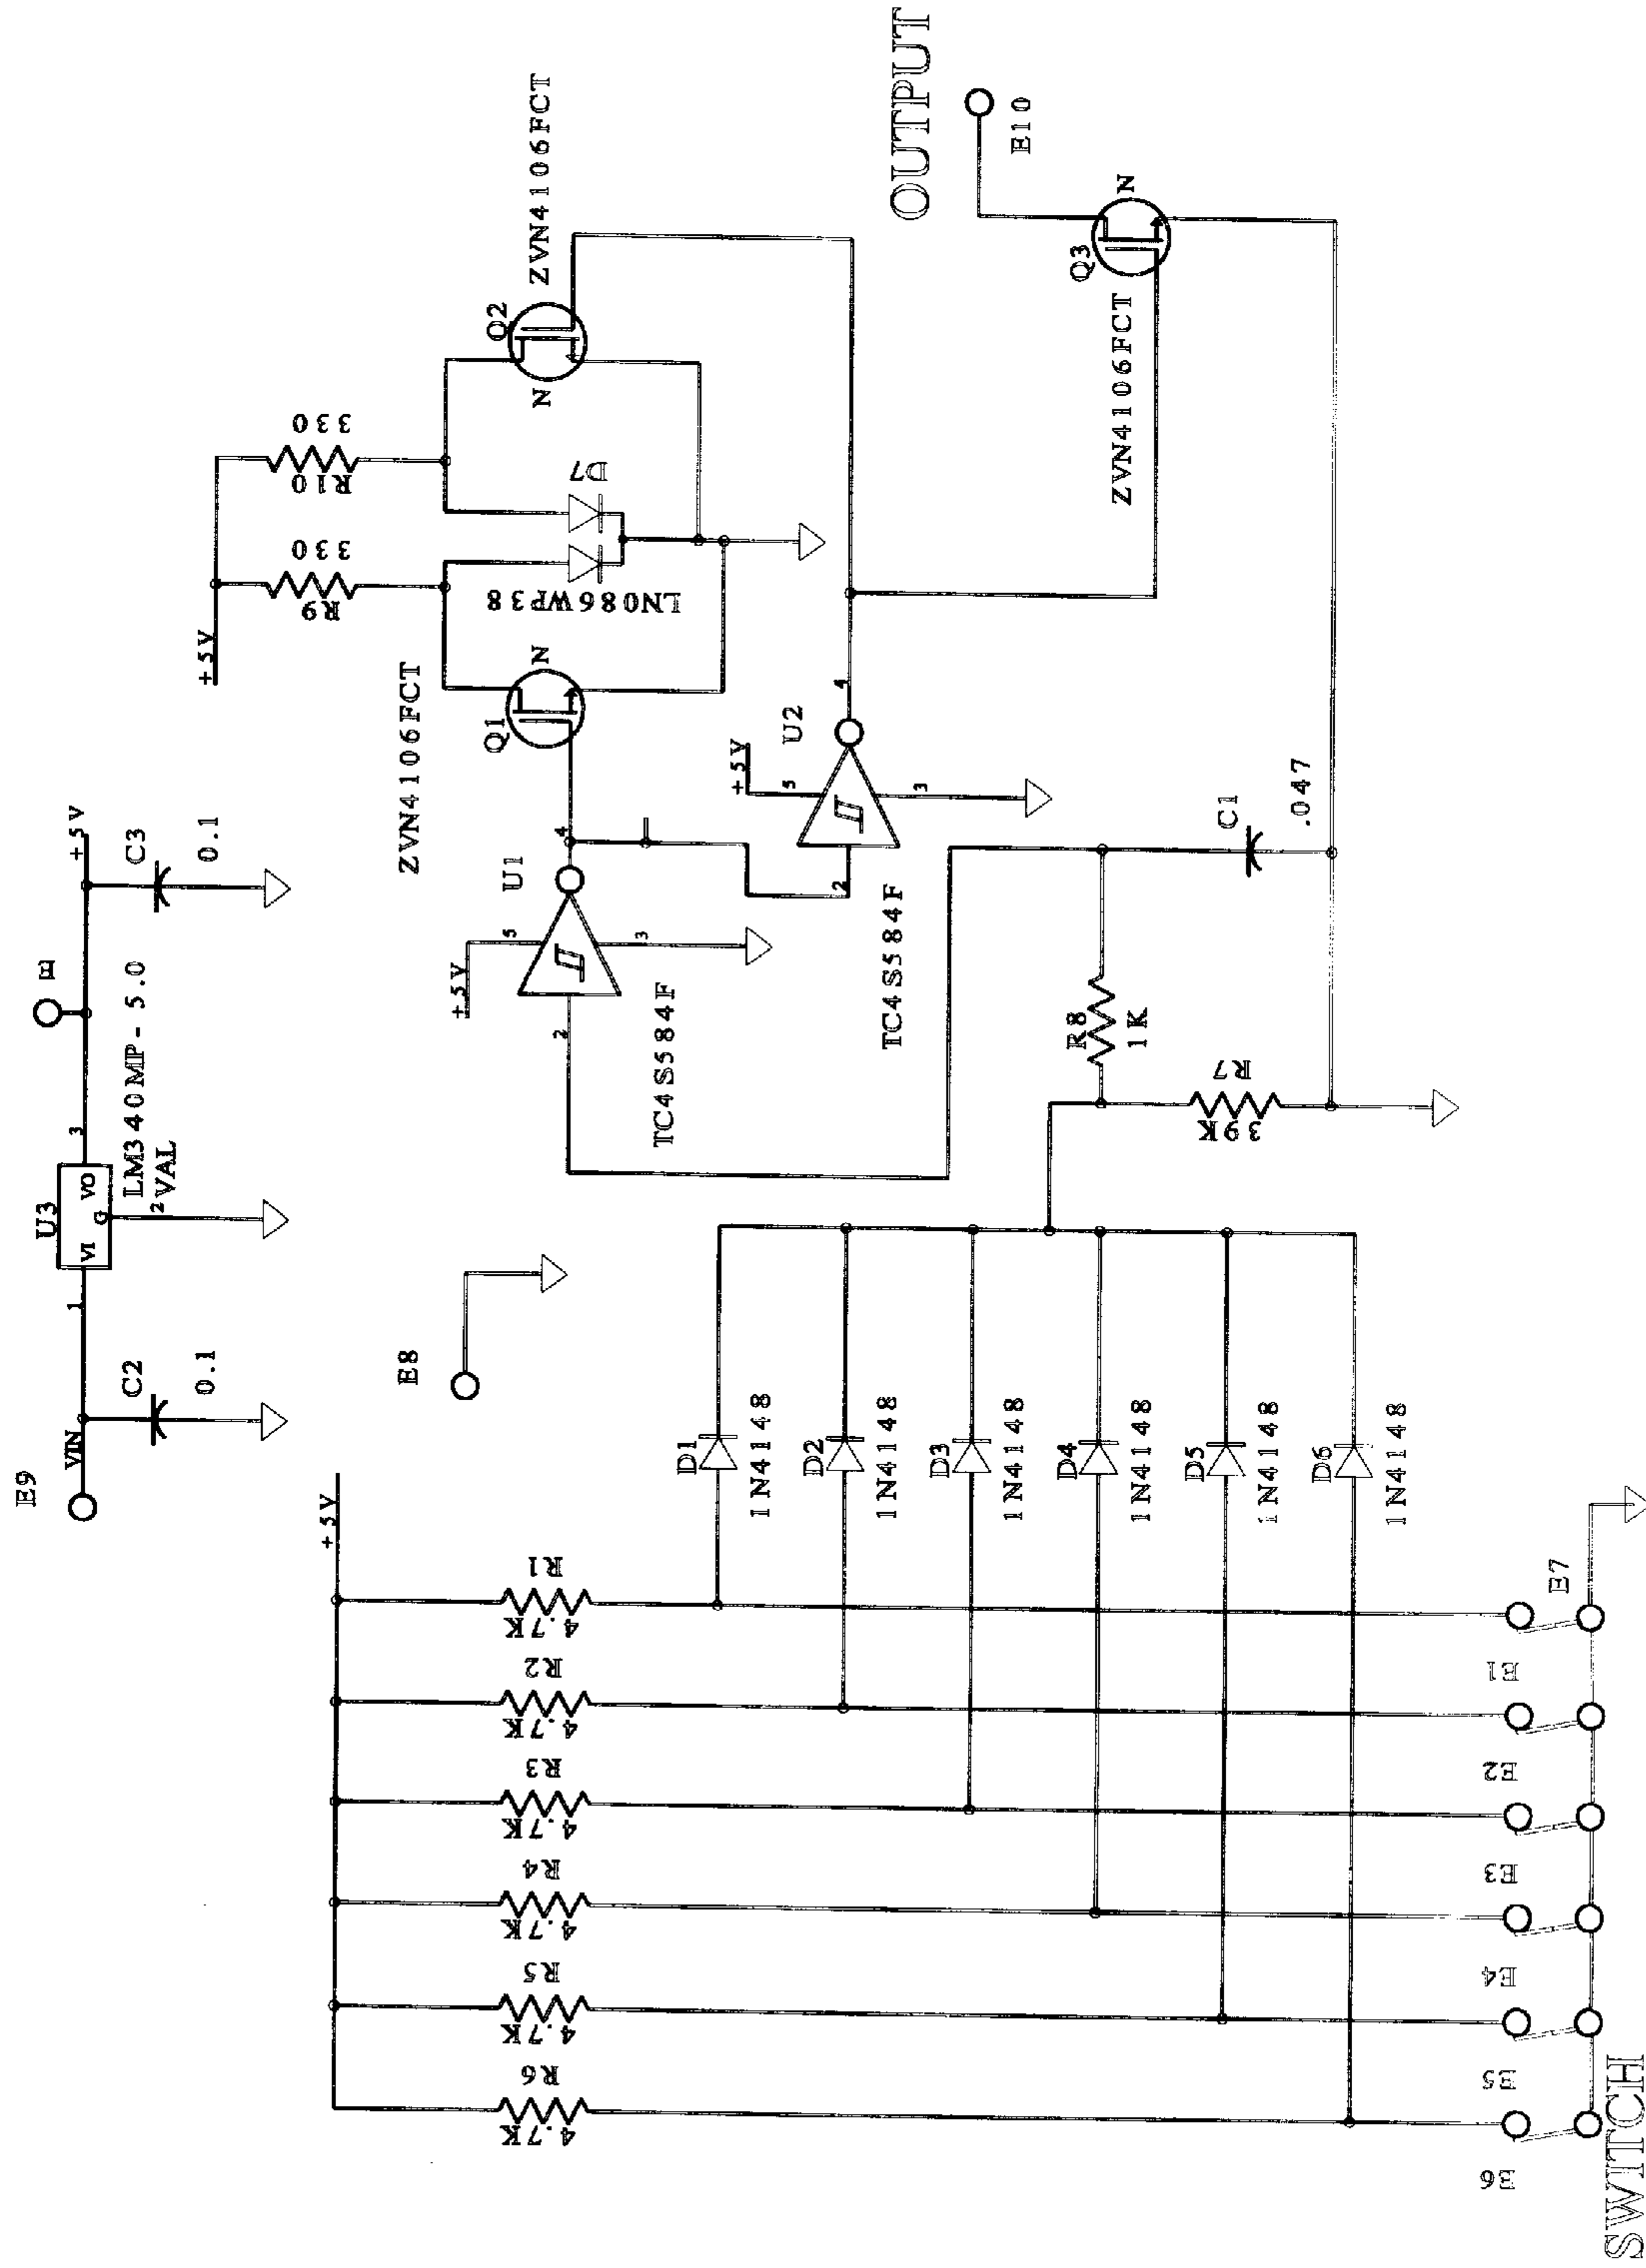 E9
VIN
C2
0.1
1
U3
VI
VO
G
3
2
LM340MP-5.0
VAL
E
+5V
C3
0.1
E8
+5V
R1
4.7K
R2
4.7K
R3
4.7K
R4
4.7K
R5
4.7K
R6
4.7K
D1
1N4148
D2
1N4148
D3
1N4148
D4
1N4148
D5
1N4148
D6
1N4148
E1
E2
E3
E4
E5
E6
E7
SWITCH
+5V
R9
330
R10
330
ZVN4106FCT
Q1
N
D7
LN086WP38
Q2
N
ZVN4106FCT
+5V
U1
5
4
3
2
TC4S584F
+5V
U2
5
4
3
2
TC4S584F
R8
1K
R7
39K
C1
.047
Q3
N
ZVN4106FCT
E10
OUTPUT